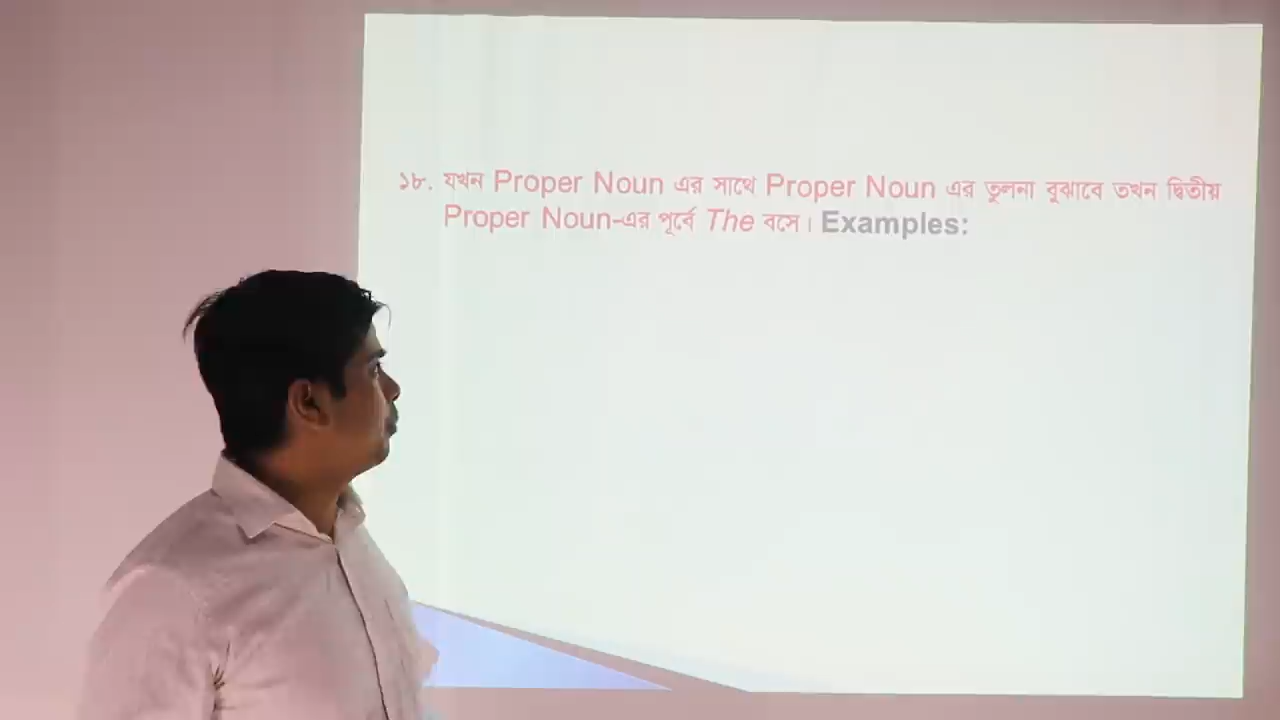 ১৮. যখন Proper Noun এর সাথে Proper Noun এর তুলনা বুঝাবে তখন দ্বিতীয়
Proper Noun-এর পূর্বে The বসে। Examples: